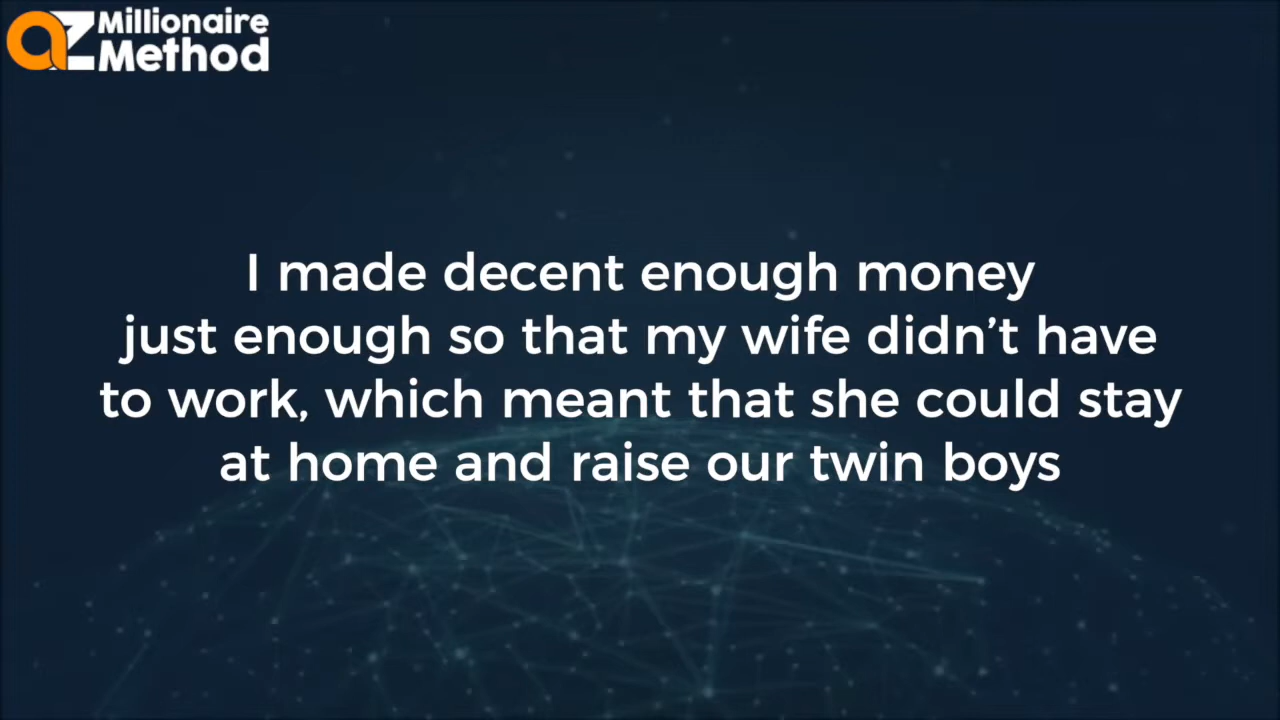 aZ Millionaire
Method
I made decent enough money
just enough so that my wife didn’t have
to work, which meant that she could stay
at home and raise our twin boys